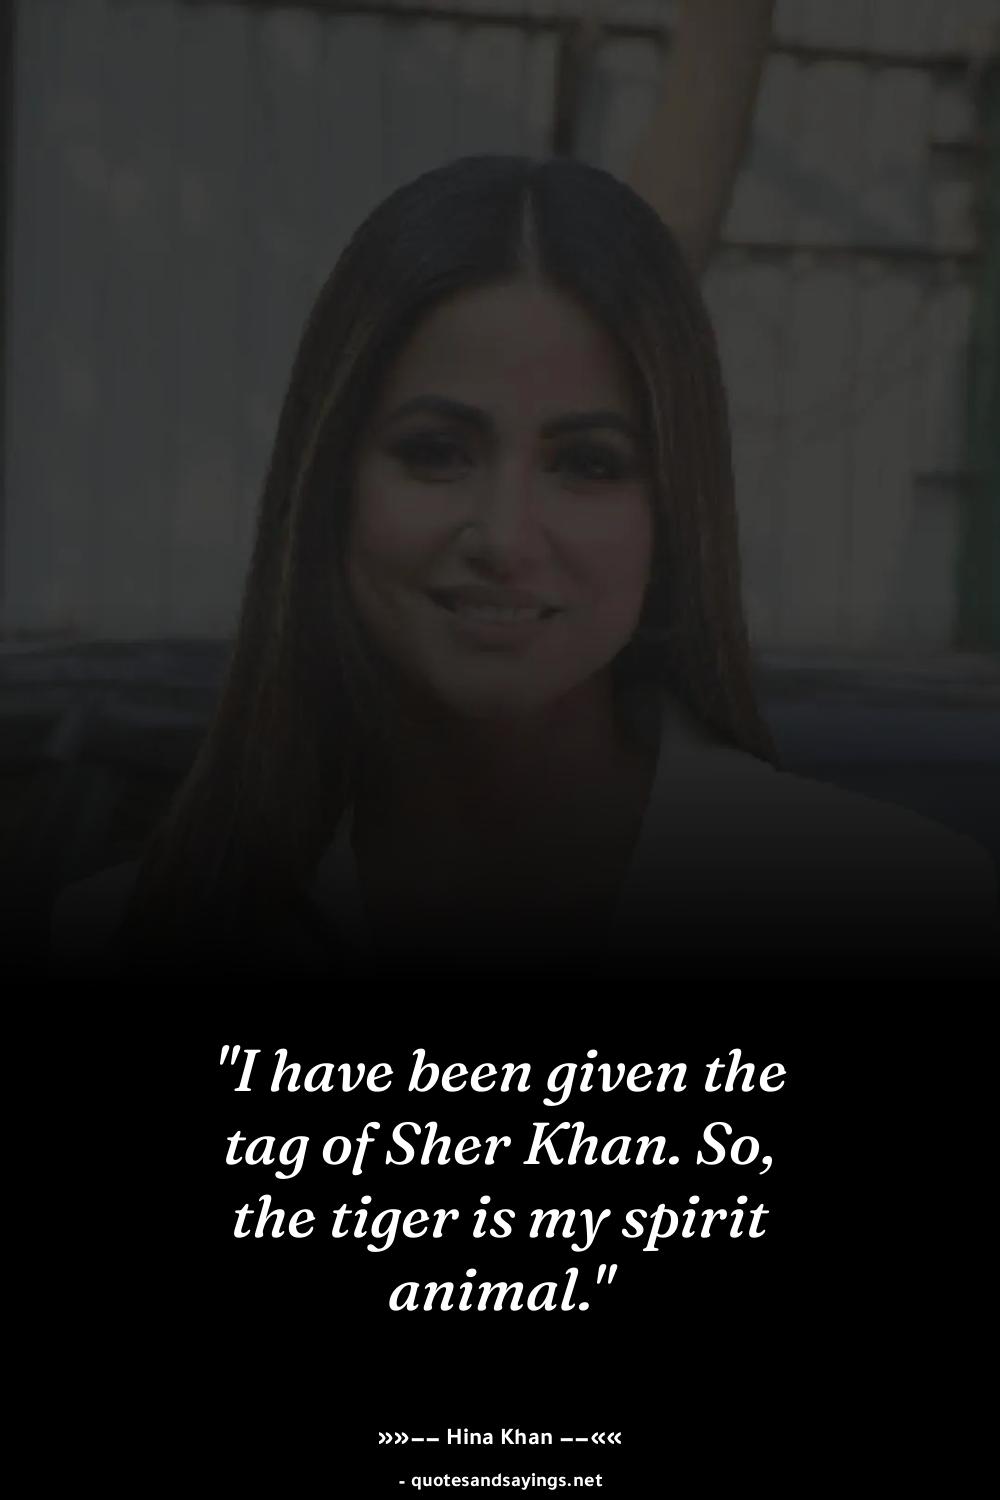 "I have been given the
tag of Sher Khan. So,
the tiger is my spirit
animal."
»»–– Hina Khan ––««
- quotesandsayings.net